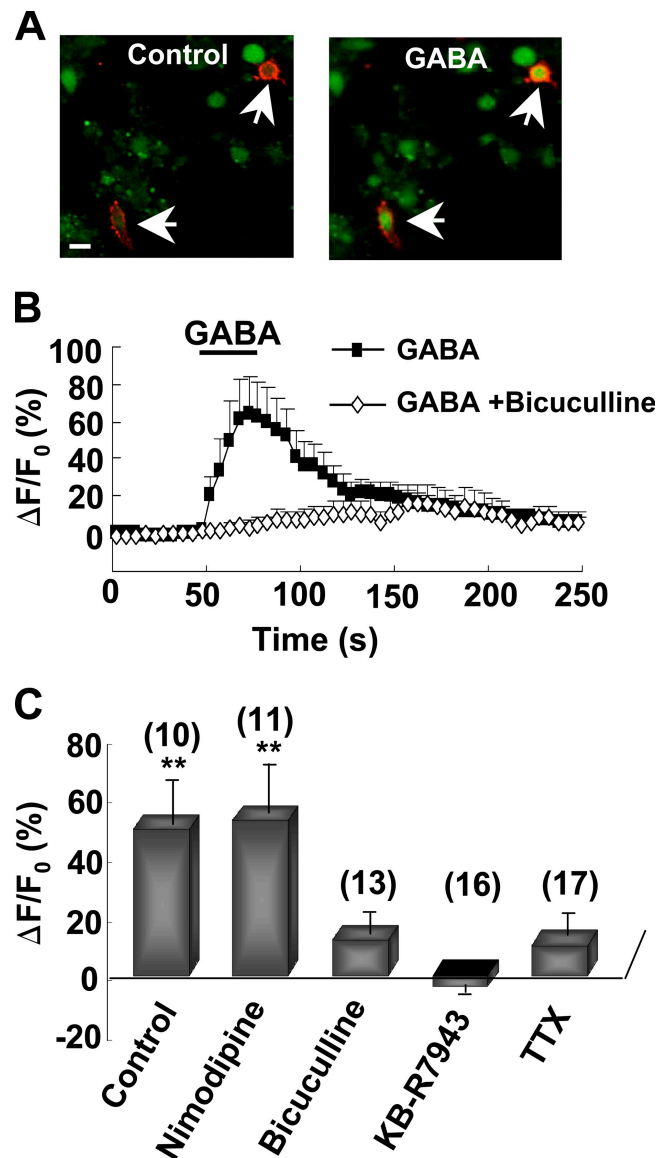 A
Control
GABA
B
GABA
100
80
60
40
20
0
ΔF/F0 (%)
GABA
GABA +Bicuculline
0 50 100 150 200 250
Time (s)
C
80
60
40
20
0
-20
ΔF/F0 (%)
(10) (11) (13) (16) (17)
** **
Control
Nimodipine
Bicuculline
KB-R7943
TTX